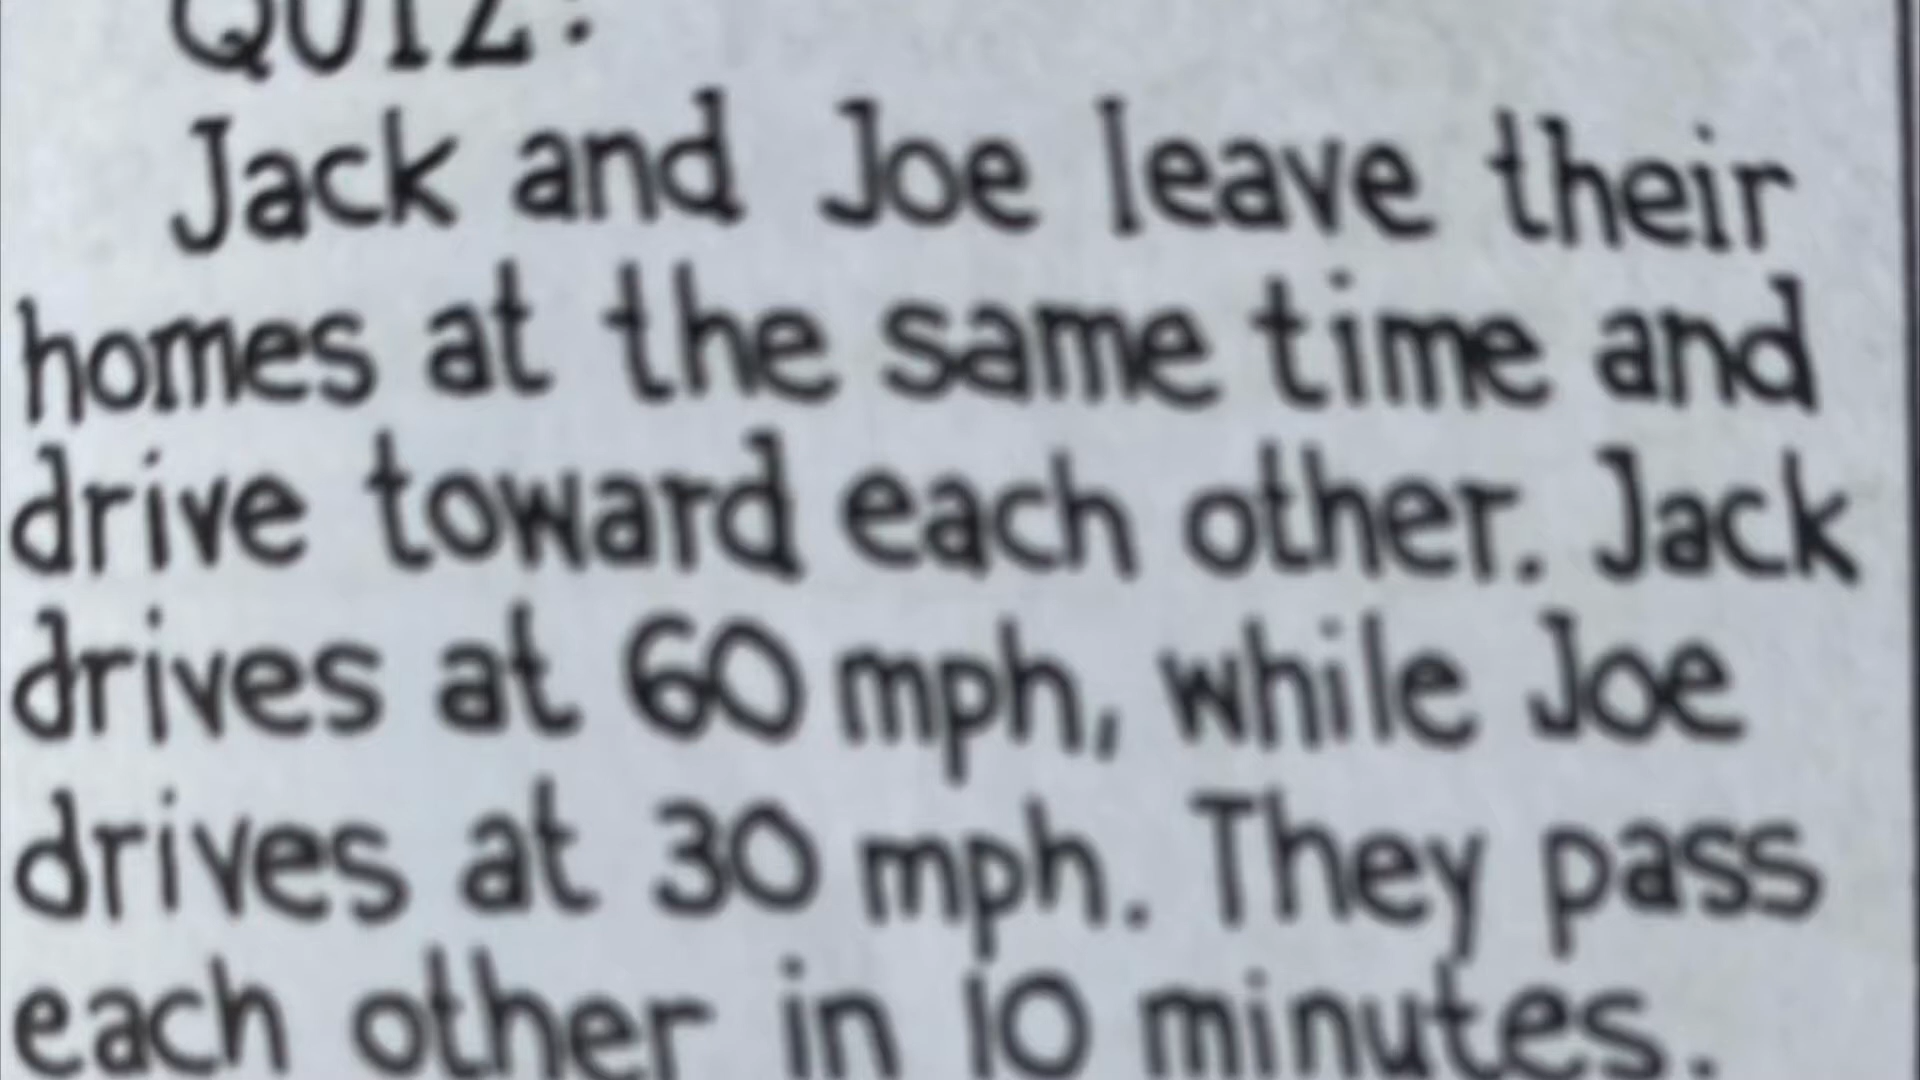 QUIZ:
Jack and Joe leave their
homes at the same time and
drive toward each other. Jack
drives at 60 mph, while Joe
drives at 30 mph. They pass
each other in 10 minutes.